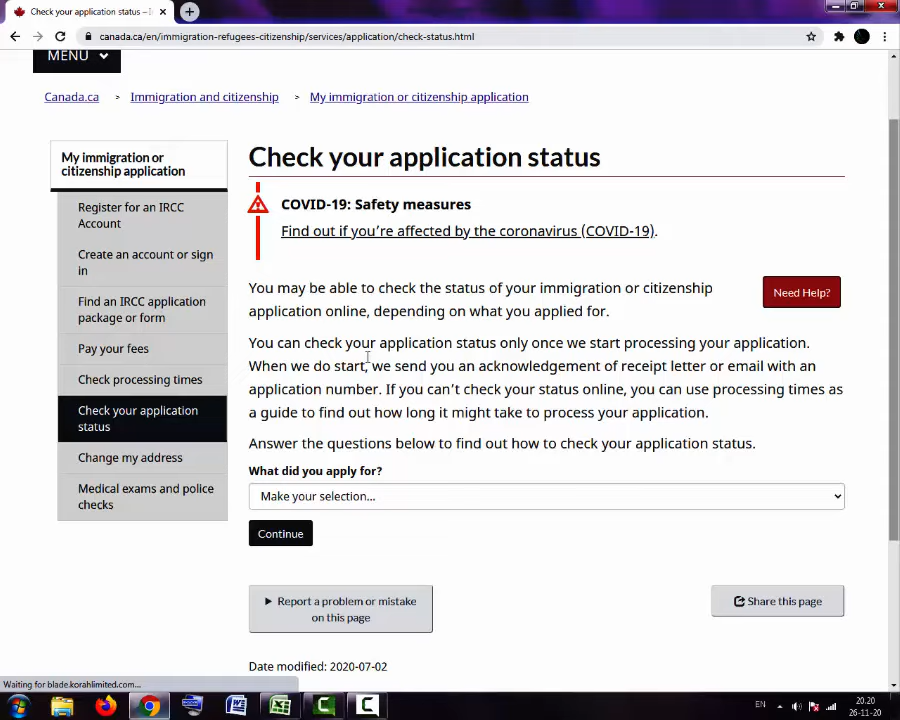 Check your application status – I
canada.ca/en/immigration-refugees-citizenship/services/application/check-status.html
MENU
Canada.ca > Immigration and citizenship > My immigration or citizenship application
My immigration or
citizenship application
Register for an IRCC
Account
Create an account or sign
in
Find an IRCC application
package or form
Pay your fees
Check processing times
Check your application
status
Change my address
Medical exams and police
checks
Check your application status
COVID-19: Safety measures
Find out if you’re affected by the coronavirus (COVID-19).
You may be able to check the status of your immigration or citizenship
application online, depending on what you applied for.
Need Help?
You can check your application status only once we start processing your application.
When we do start, we send you an acknowledgement of receipt letter or email with an
application number. If you can’t check your status online, you can use processing times as
a guide to find out how long it might take to process your application.
Answer the questions below to find out how to check your application status.
What did you apply for?
Make your selection...
Continue
Report a problem or mistake
on this page
Share this page
Date modified: 2020-07-02
Waiting for blade.korahlimited.com...
EN
20.20
26-11-20